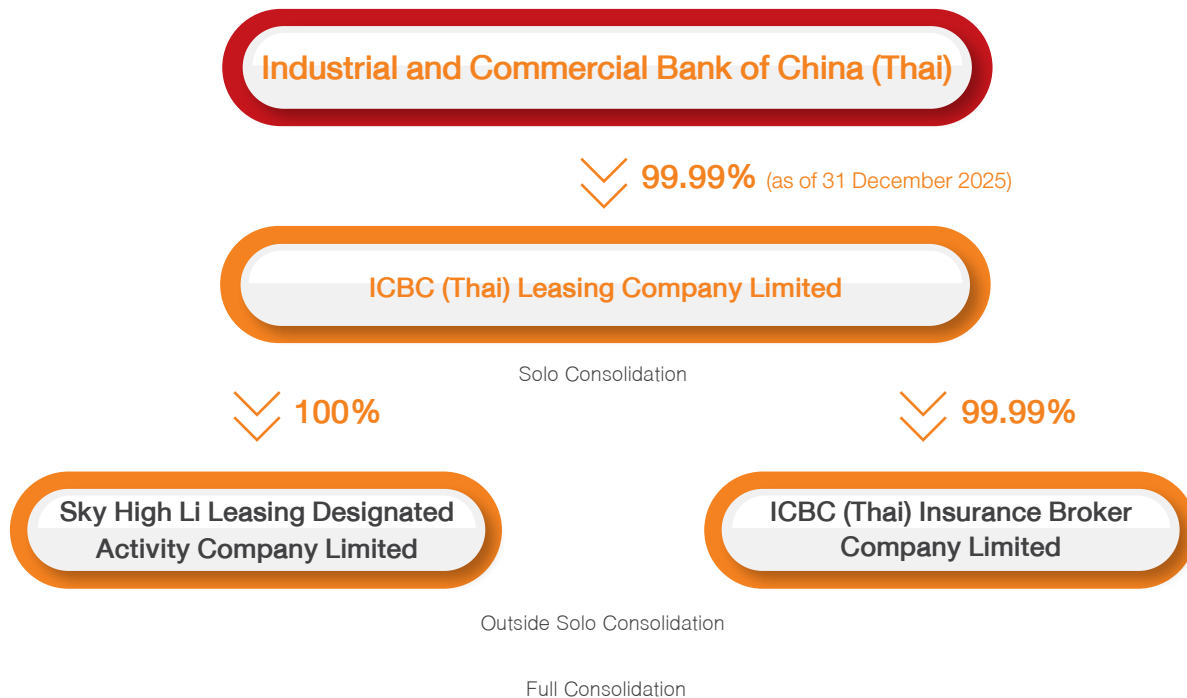 Industrial and Commercial Bank of China (Thai)
99.99% (as of 31 December 2025)
ICBC (Thai) Leasing Company Limited
Solo Consolidation
100%
99.99%
Sky High Li Leasing Designated
Activity Company Limited
ICBC (Thai) Insurance Broker
Company Limited
Outside Solo Consolidation
Full Consolidation